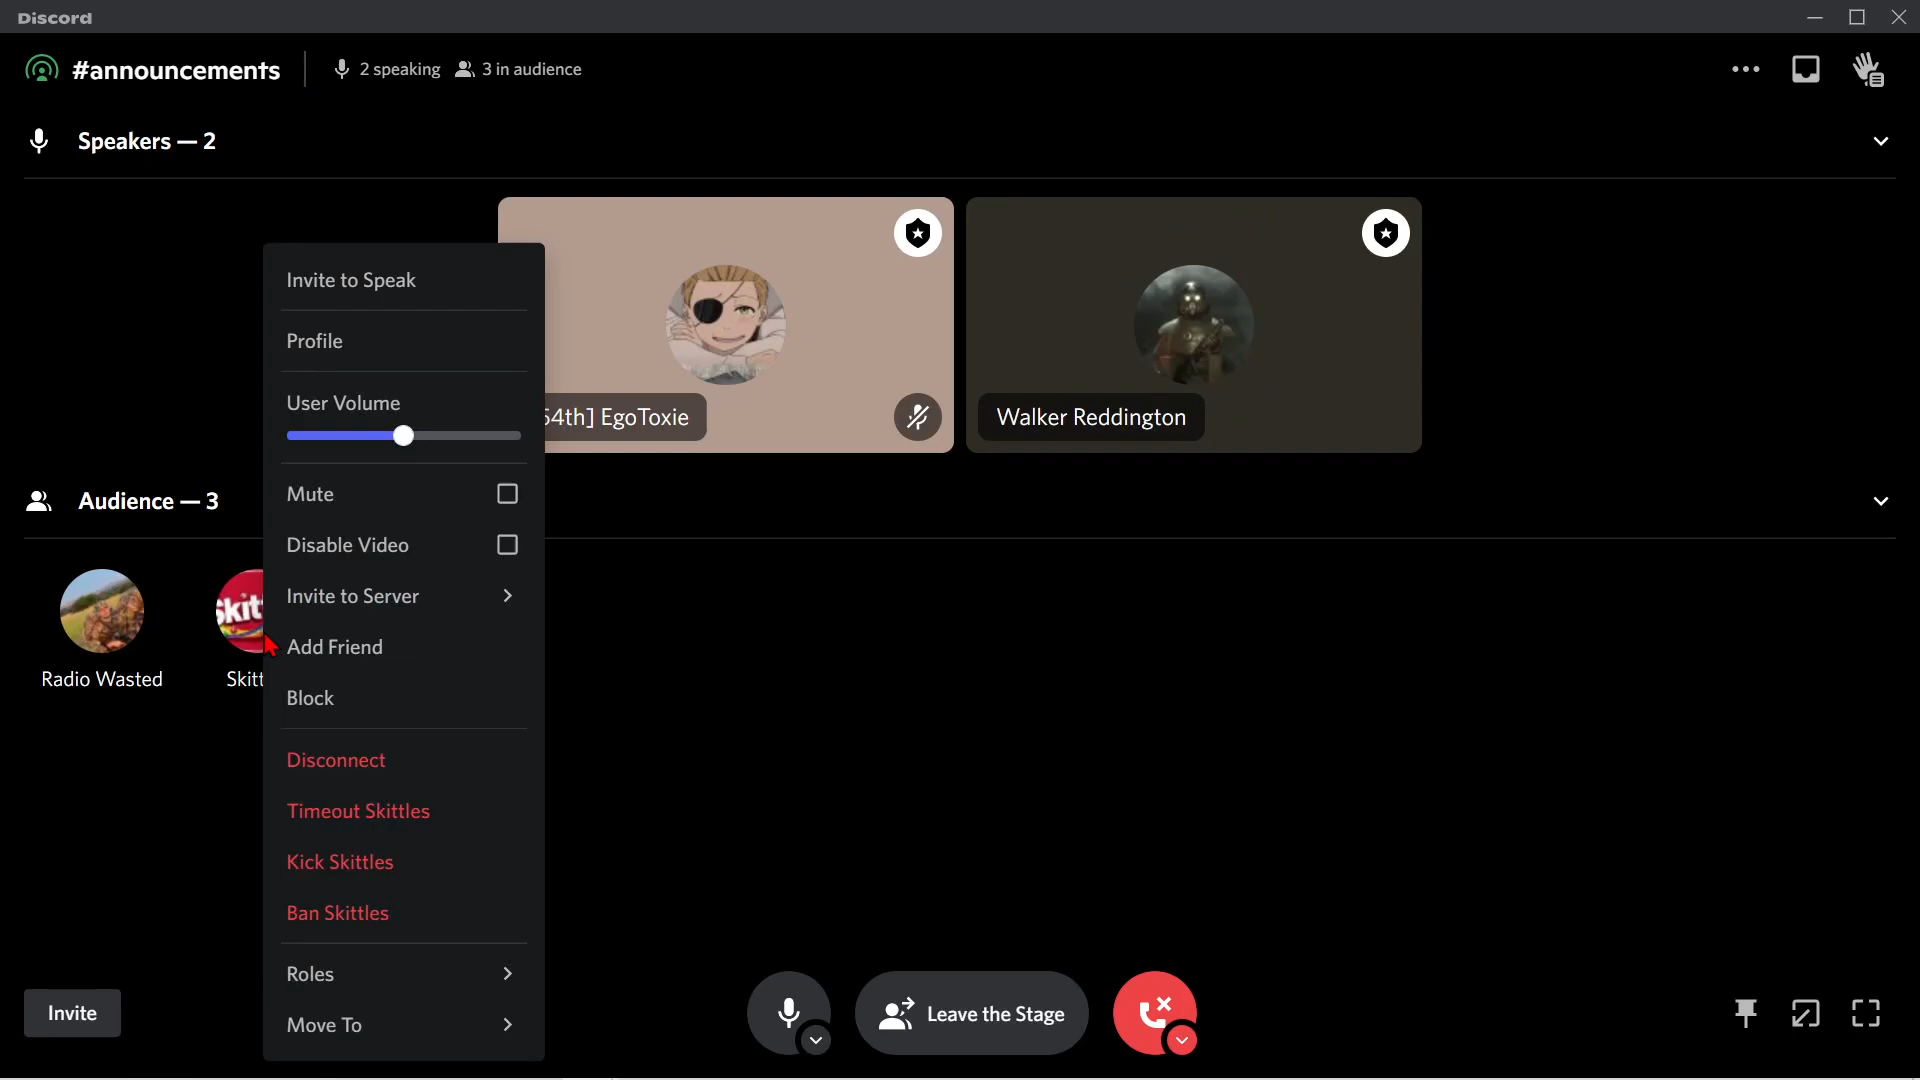 Discord
#announcements
2 speaking
3 in audience
Speakers — 2
54th] EgoToxie
Walker Reddington
Audience — 3
Radio Wasted
Skitt
Invite to Speak
Profile
User Volume
Mute
Disable Video
Invite to Server
Add Friend
Block
Disconnect
Timeout Skittles
Kick Skittles
Ban Skittles
Roles
Move To
Invite
Leave the Stage